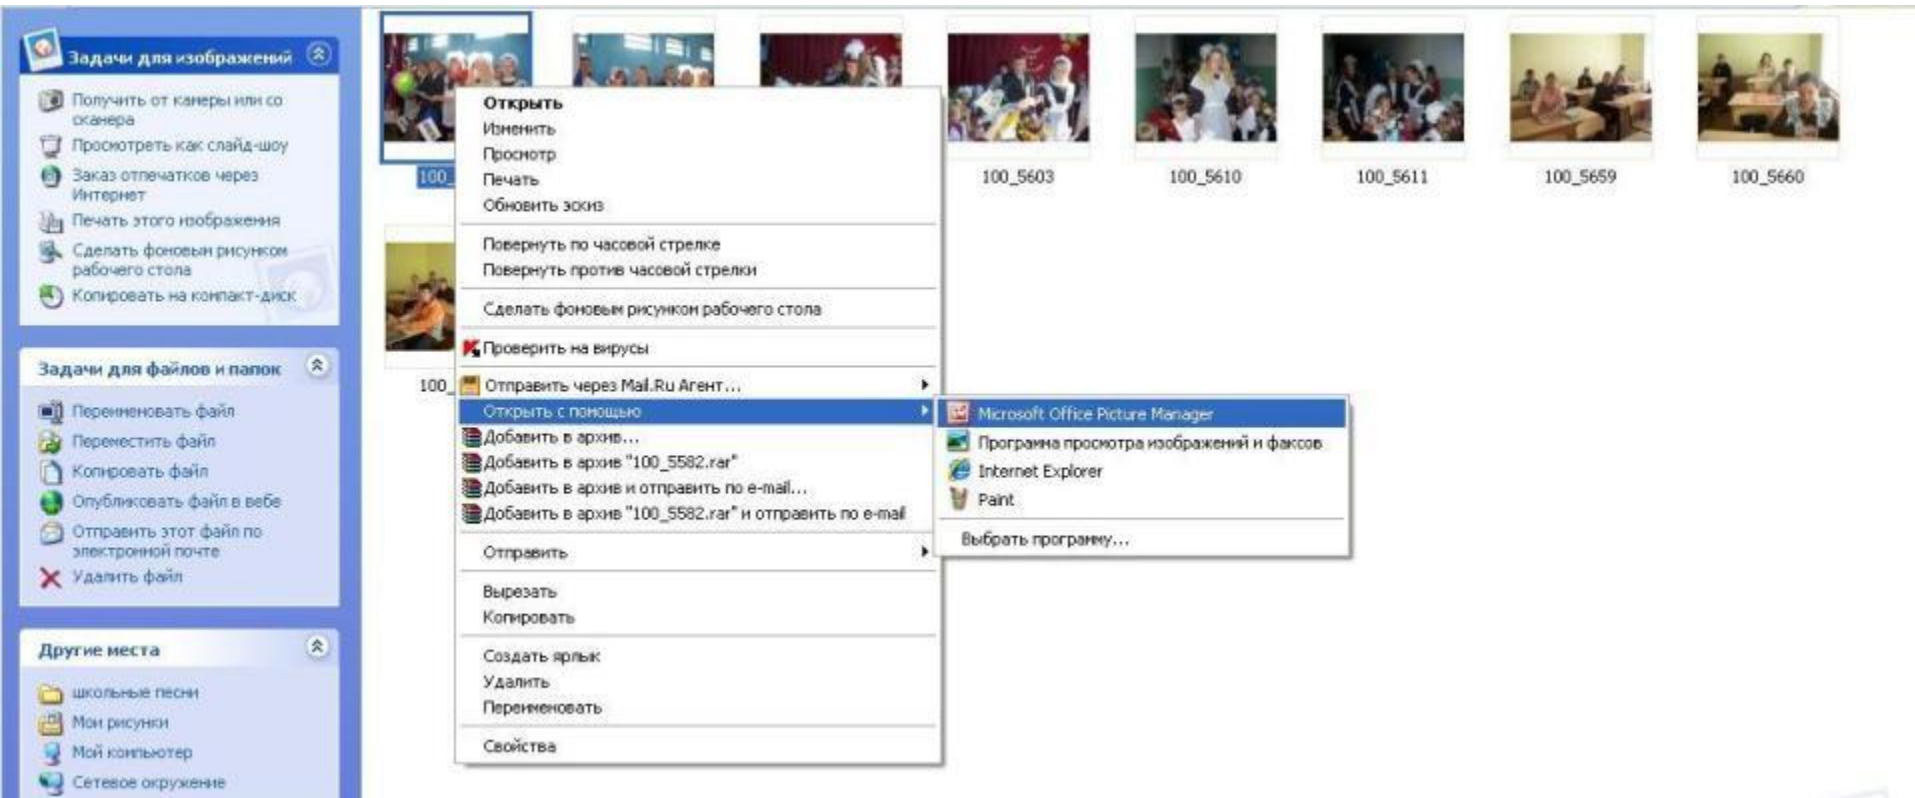 Задачи для изображений
Получить от камеры или со
сканера
Просмотреть как слайд-шоу
Заказ отпечатков через
Интернет
Печать этого изображения
Сделать фоновым рисунком
рабочего стола
Копировать на компакт-диск
Задачи для файлов и папок
Переименовать файл
Переместить файл
Копировать файл
Опубликовать файл в вебе
Отправить этот файл по
электронной почте
Удалить файл
Другие места
школьные песни
Мои рисунки
Мой компьютер
Сетевое окружение
100_
100_5603
100_5610
100_5611
100_5659
100_5660
100_
Открыть
Изменить
Просмотр
Печать
Обновить эскиз
Повернуть по часовой стрелке
Повернуть против часовой стрелки
Сделать фоновым рисунком рабочего стола
Проверить на вирусы
Отправить через Mail.Ru Агент...
Открыть с помощью
Добавить в архив...
Добавить в архив "100_5582.rar"
Добавить в архив и отправить по e-mail...
Добавить в архив "100_5582.rar" и отправить по e-mail
Отправить
Вырезать
Копировать
Создать ярлык
Удалить
Переименовать
Свойства
Microsoft Office Picture Manager
Программа просмотра изображений и факсов
Internet Explorer
Paint
Выбрать программу...